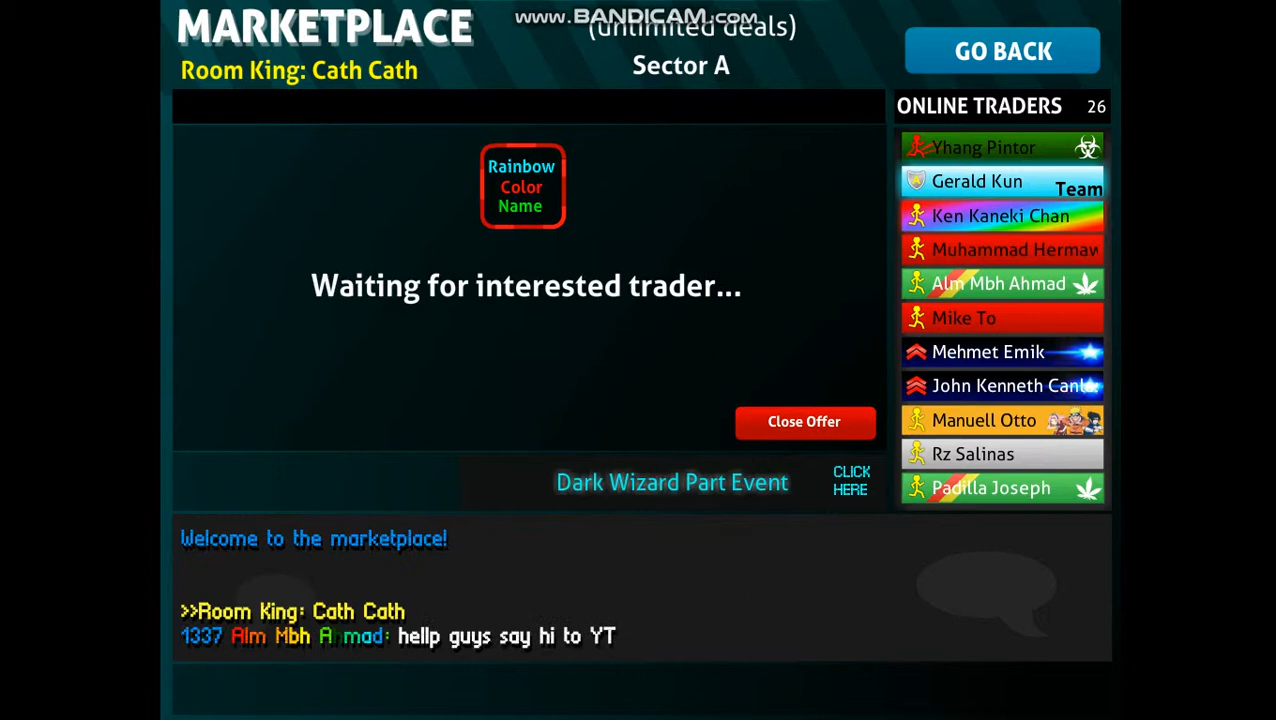 www.BANDICAM.com
MARKETPLACE
(unlimited deals)
GO BACK
Room King: Cath Cath
Sector A
ONLINE TRADERS 26
Yhang Pintor
Gerald Kun
Team
Ken Kaneki Chan
Muhammad Hermaw
Alm Mbh Ahmad
Mike To
Mehmet Emik
John Kenneth Canl
Manuell Otto
Rz Salinas
Padilla Joseph
Rainbow
Color
Name
Waiting for interested trader...
Close Offer
Dark Wizard Part Event
CLICK
HERE
Welcome to the marketplace!
>>Room King: Cath Cath
1337 Alm Mbh A mad: hellp guys say hi to YT